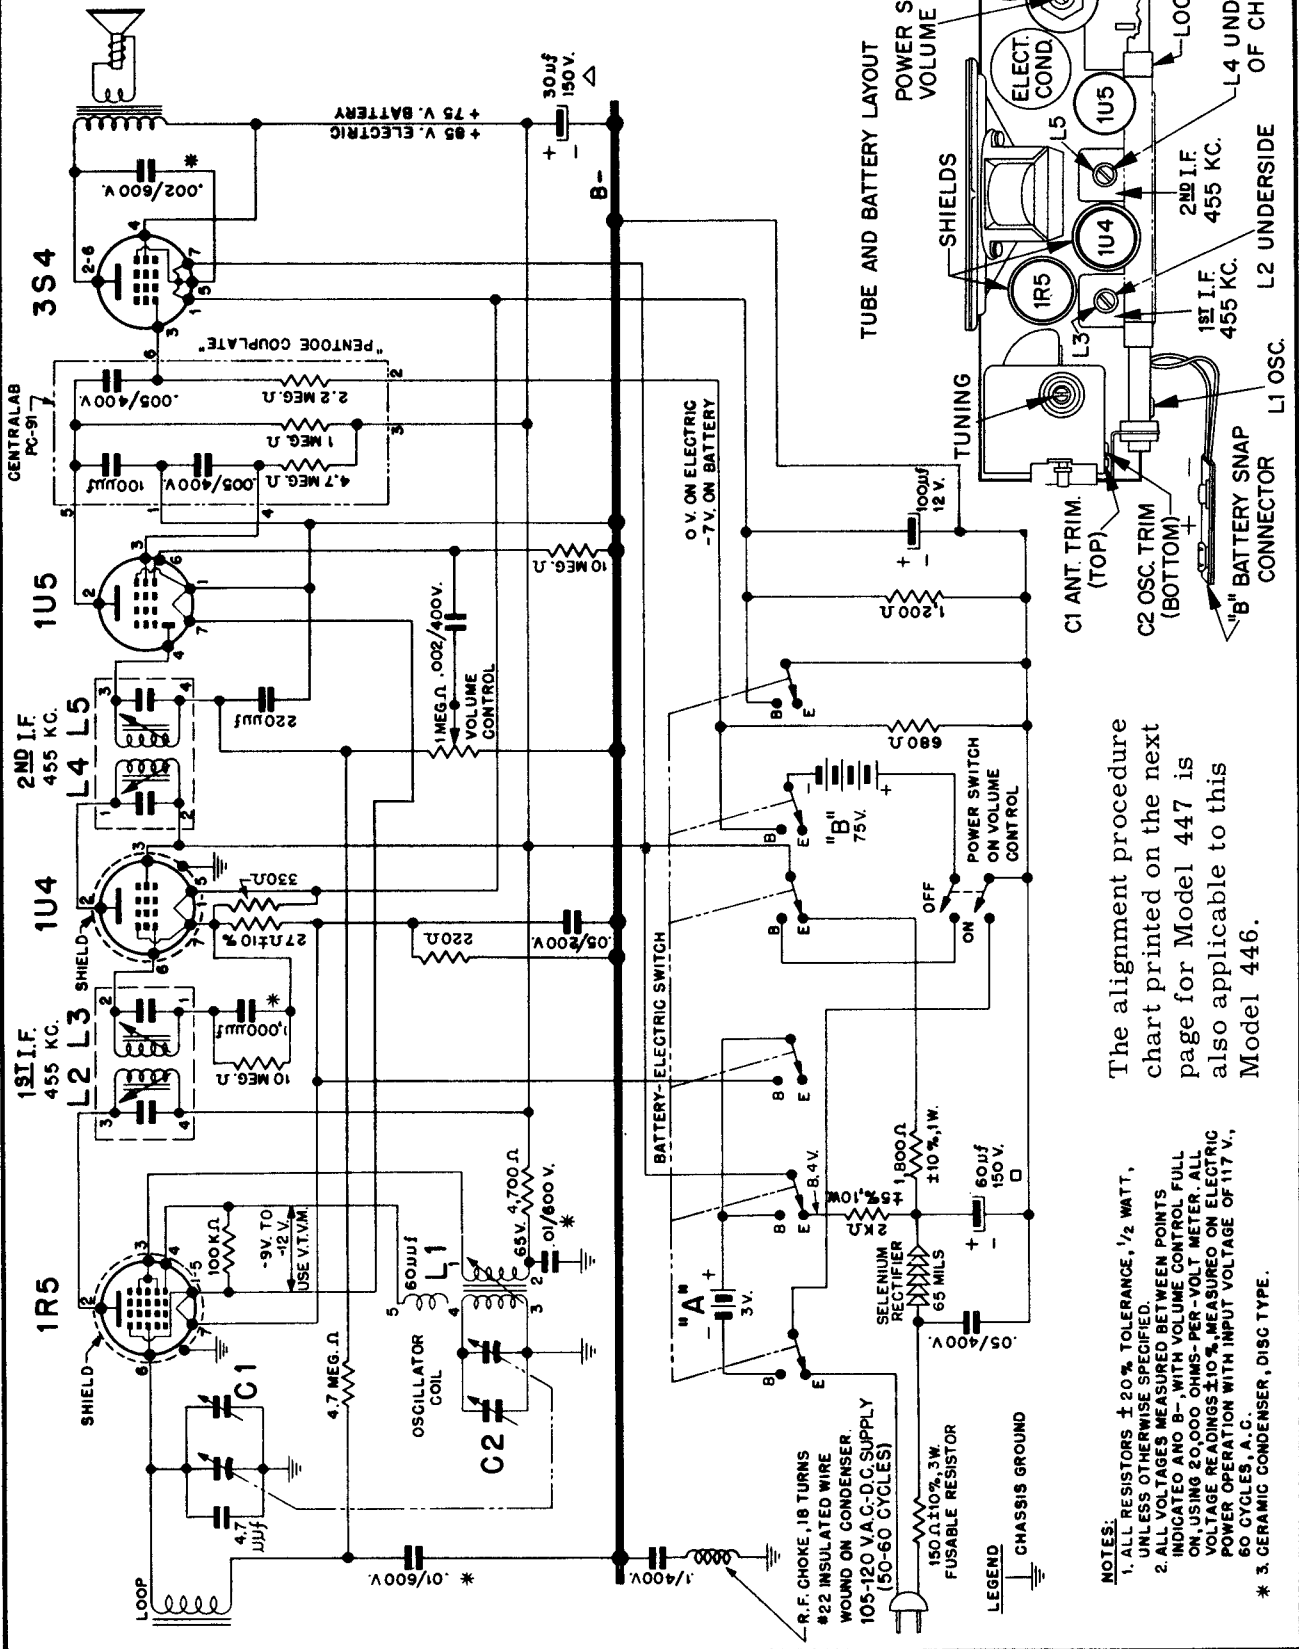 1R5
SHIELD
LOOP
C1
4.7
µµf
100KΩ
-9V. TO
-12 V.
USE V.T.V.M.
60µµf
L1
OSCILLATOR
COIL
C2
65V.
4,700Ω
.01/600 V.
*
4.7 MEG. Ω
.01/600V.
*
1ST I.F.
455 KC.
L2
L3
1,000µµf
*
10 MEG. Ω
1U4
SHIELD
330Ω
27Ω±10%
220Ω
.05/200V.
2ND I.F.
455 KC.
L4
L5
220µµf
1 MEG. Ω
.002/400V.
VOLUME
CONTROL
1U5
10 MEG. Ω
CENTRALAB
PC-91
"PENTODE COUPLATE"
100µµf
.005/400V.
.005/400V.
4.7 MEG. Ω
1 MEG. Ω
2.2 MEG. Ω
3S4
.002/600 V.
*
+85 V. ELECTRIC
+75 V. BATTERY
30µf
150V.
B-
.1/400V.
R.F. CHOKE, 18 TURNS
#22 INSULATED WIRE
WOUND ON CONDENSER.
105-120 V.A.C.-D.C. SUPPLY
(50-60 CYCLES)
150Ω±10%, 3W.
FUSABLE RESISTOR
LEGEND
CHASSIS GROUND
BATTERY-ELECTRIC SWITCH
B
E
"A"
3V.
B
E
8.4V.
2KΩ
±5%, 10W.
SELENIUM
RECTIFIER
65 MILS
.05/400V.
1,800Ω
±10%, 1W.
60µf
150 V.
B
E
B
E
B
E
"B"
75V.
B
E
OFF
ON
POWER SWITCH
ON VOLUME
CONTROL
680Ω
1,200Ω
100µf
12 V.
0 V. ON ELECTRIC
-7V. ON BATTERY
NOTES:
1. ALL RESISTORS ±20% TOLERANCE, 1/2 WATT,
UNLESS OTHERWISE SPECIFIED.
2. ALL VOLTAGES MEASURED BETWEEN POINTS
INDICATED AND B-, WITH VOLUME CONTROL FULL
ON, USING 20,000 OHMS-PER-VOLT METER. ALL
VOLTAGE READINGS ±10%, MEASURED ON ELECTRIC
POWER OPERATION WITH INPUT VOLTAGE OF 117 V.,
60 CYCLES, A.C.
* 3. CERAMIC CONDENSER, DISC TYPE.
The alignment procedure
chart printed on the next
page for Model 447 is
also applicable to this
Model 446.
TUBE AND BATTERY LAYOUT
POWER S
VOLUME
SHIELDS
TUNING
1R5
1U4
1U5
ELECT.
COND.
L3
L5
C1 ANT. TRIM.
(TOP)
C2 OSC. TRIM
(BOTTOM)
"B" BATTERY SNAP
CONNECTOR
L1 OSC.
1ST I.F.
455 KC.
L2 UNDERSIDE
2ND I.F.
455 KC.
L4 UND
OF CH
LOO